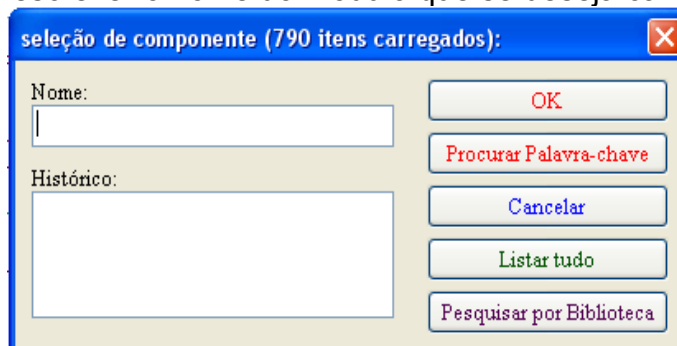 seleção de componente (790 itens carregados):
Nome:
OK
Procurar Palavra-chave
Histórico:
Cancelar
Listar tudo
Pesquisar por Biblioteca